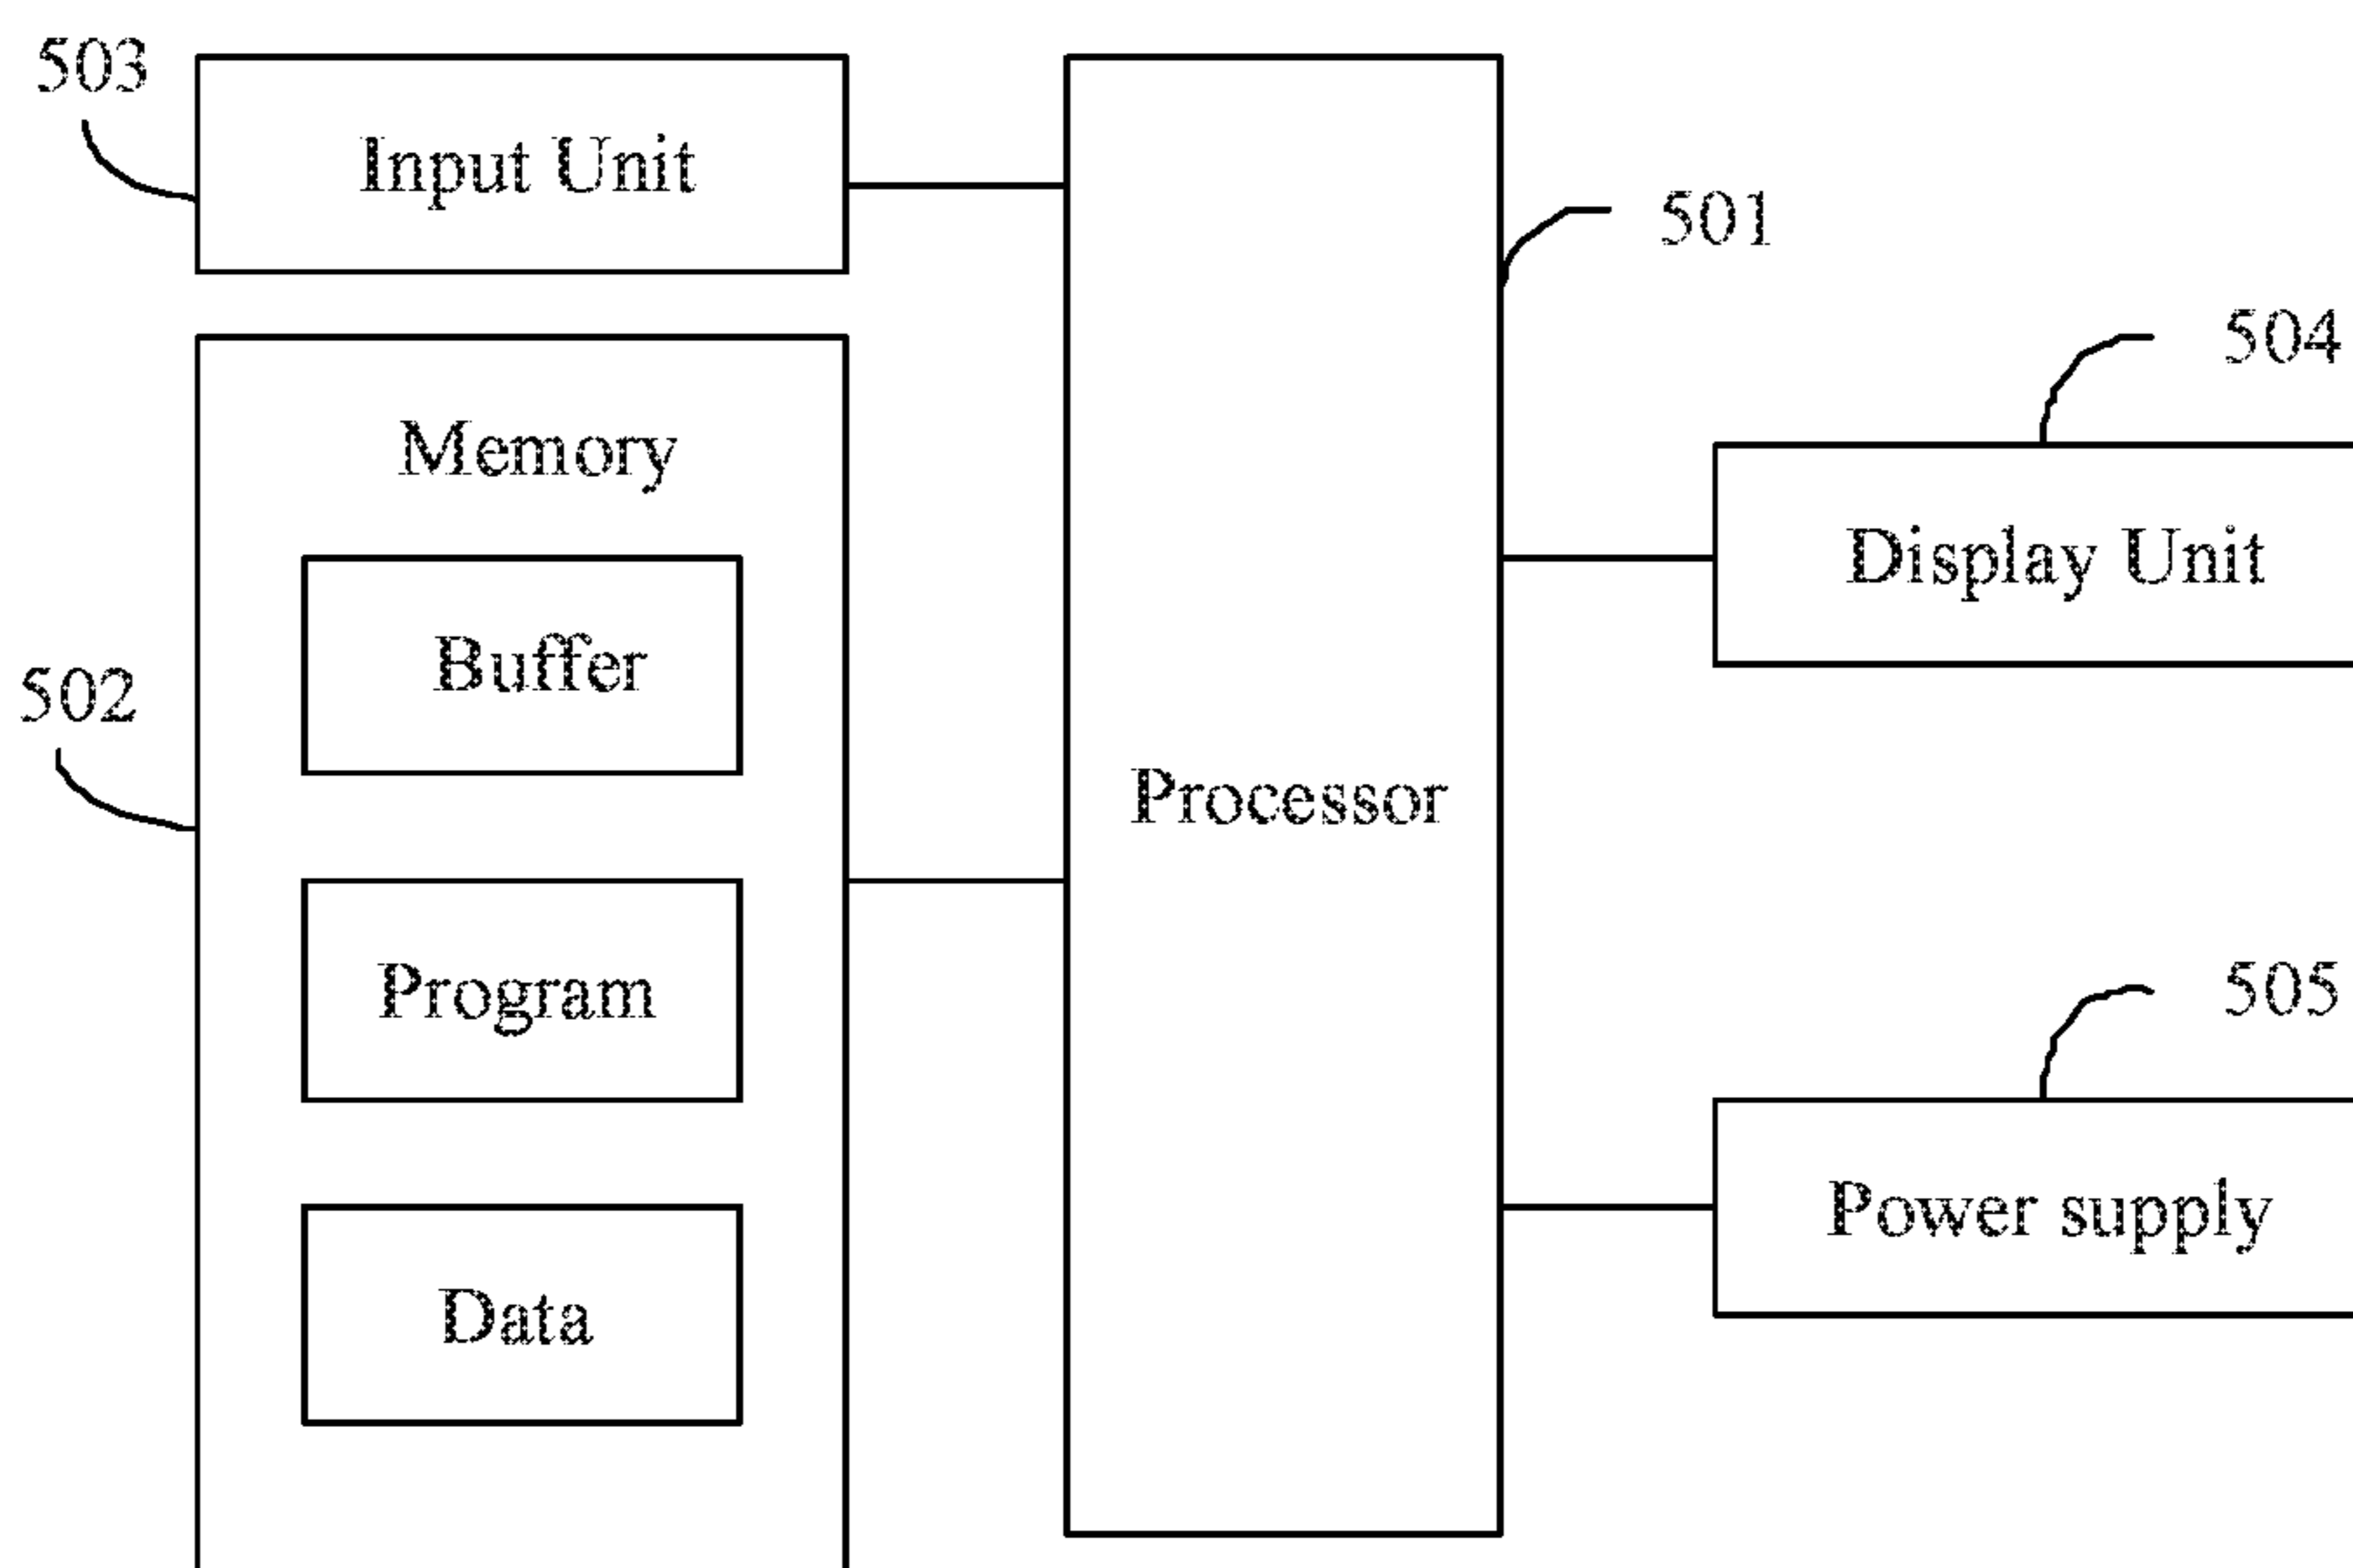 503
Input Unit
501
504
Memory
Display Unit
Buffer
502
Processor
Program
505
Power supply
Data